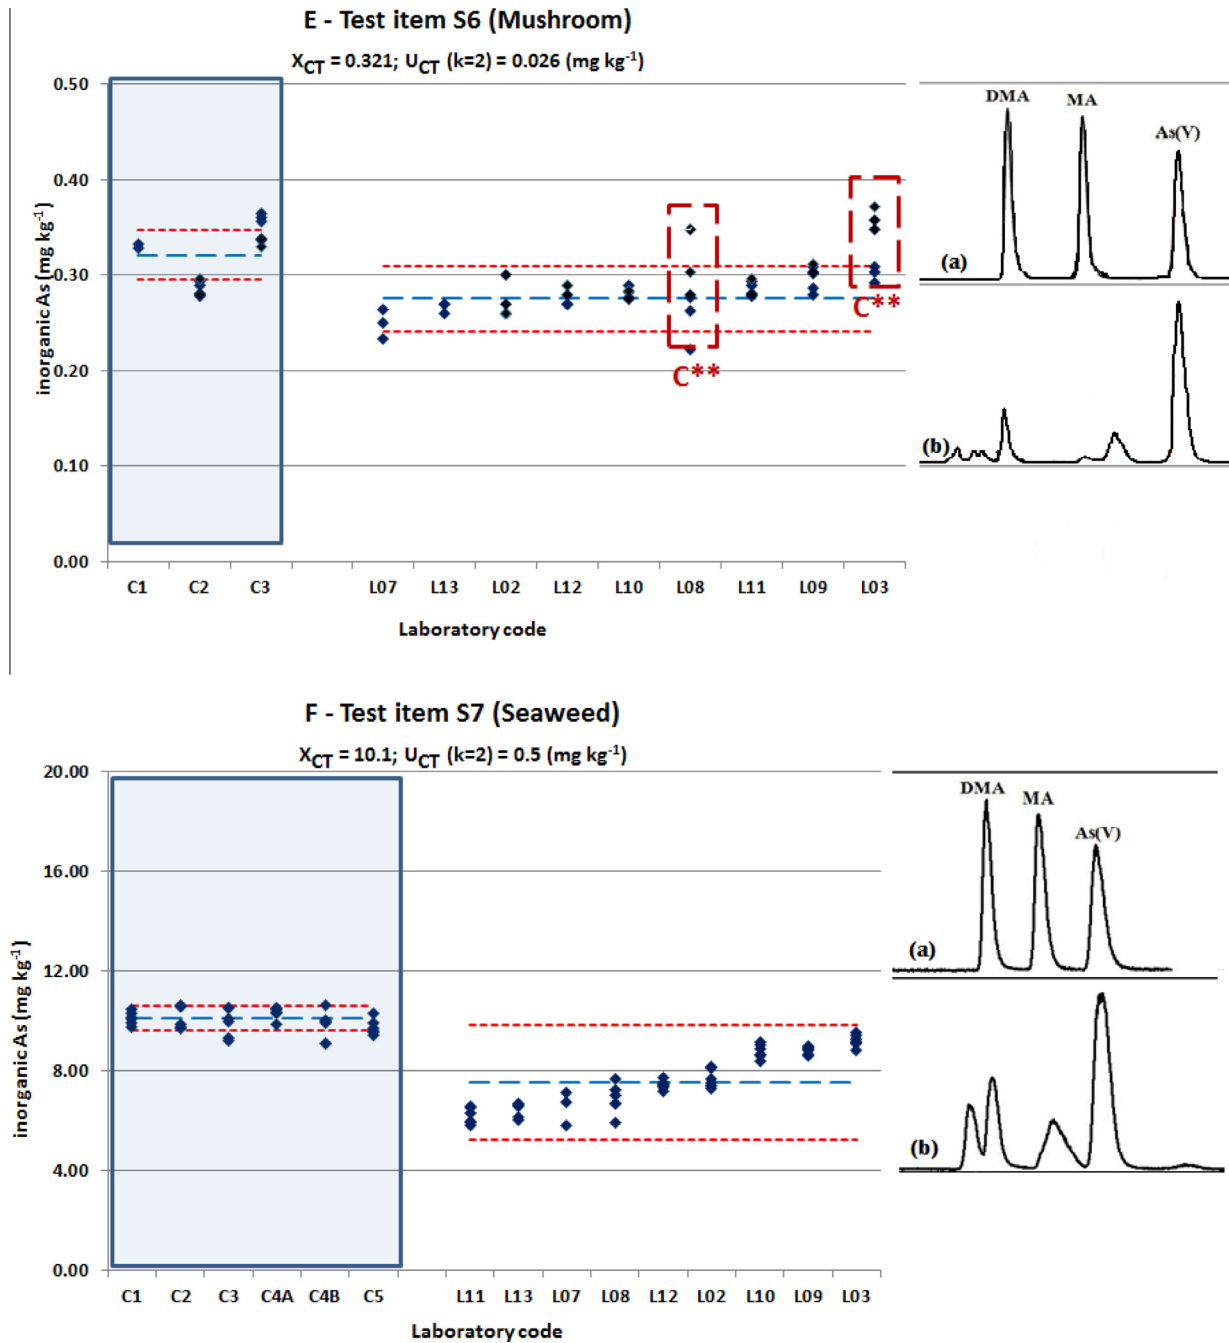 E - Test item S6 (Mushroom)
X_CT = 0.321; U_CT (k=2) = 0.026 (mg kg⁻¹)
inorganic As (mg kg⁻¹)
0.50
0.40
0.30
0.20
0.10
0.00
C**
C**
C1 C2 C3 L07 L13 L02 L12 L10 L08 L11 L09 L03
Laboratory code
DMA MA As(V)
(a)
(b)
F - Test item S7 (Seaweed)
X_CT = 10.1; U_CT (k=2) = 0.5 (mg kg⁻¹)
inorganic As (mg kg⁻¹)
20.00
16.00
12.00
8.00
4.00
0.00
C1 C2 C3 C4A C4B C5 L11 L13 L07 L08 L12 L02 L10 L09 L03
Laboratory code
DMA MA As(V)
(a)
(b)